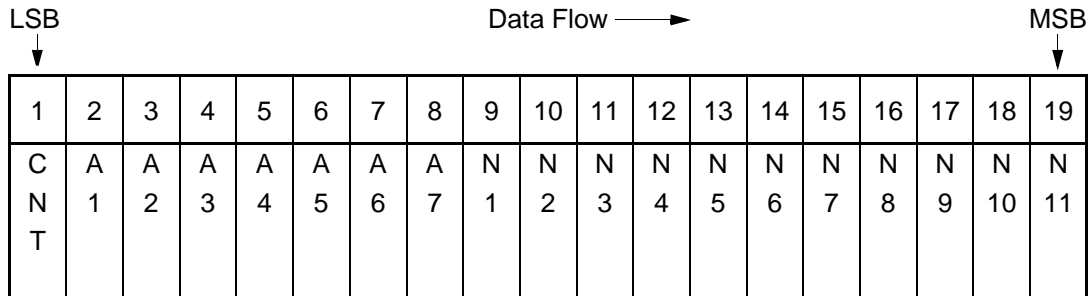 LSB Data Flow MSB
1 2 3 4 5 6 7 8 9 10 11 12 13 14 15 16 17 18 19
C A A A A A A A N N N N N N N N N N N
N 1 2 3 4 5 6 7 1 2 3 4 5 6 7 8 9 10 11
T